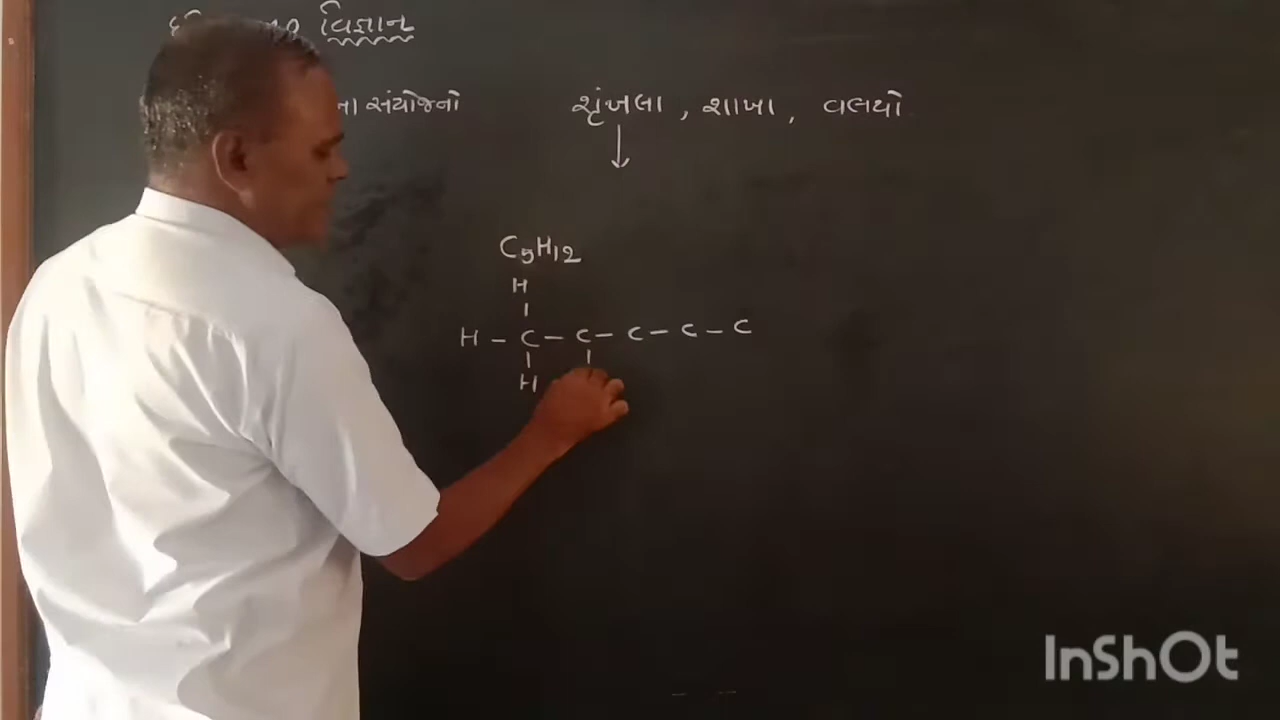 વિજ્ઞાન
ના સંયોજનો શૃંખલા , શાખા , વલયો
C5H12
H
H - C - C - C - C - C
H
InShOt